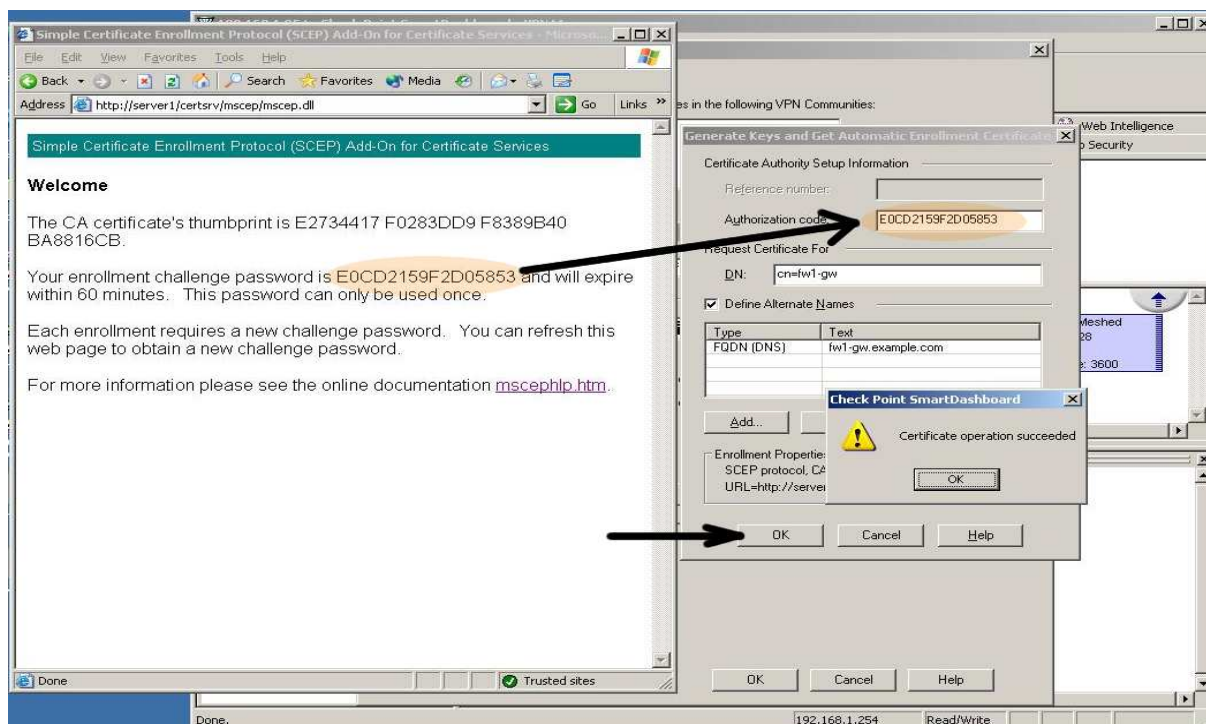 Simple Certificate Enrollment Protocol (SCEP) Add-On for Certificate Services - Microso...
File Edit View Favorites Tools Help
Back Search Favorites Media
Address http://server1/certsrv/mscep/mscep.dll Go Links »
Simple Certificate Enrollment Protocol (SCEP) Add-On for Certificate Services
Welcome
The CA certificate's thumbprint is E2734417 F0283DD9 F8389B40
BA8816CB.
Your enrollment challenge password is E0CD2159F2D05853 and will expire
within 60 minutes. This password can only be used once.
Each enrollment requires a new challenge password. You can refresh this
web page to obtain a new challenge password.
For more information please see the online documentation mscephlp.htm.
Done Trusted sites
es in the following VPN Communities:
Generate Keys and Get Automatic Enrollment Certificate
Certificate Authority Setup Information
Reference number:
Authorization code: E0CD2159F2D05853
Request Certificate For
DN: cn=fw1-gw
Define Alternate Names
Type Text
FQDN (DNS) fw1-gw.example.com
Add...
Enrollment Propertie
SCEP protocol, CA
URL=http://server
OK Cancel Help
Check Point SmartDashboard
Certificate operation succeeded
OK
OK Cancel Help
Web Intelligence
Security
Meshed
28
: 3600
Done. 192.168.1.254 Read/Write